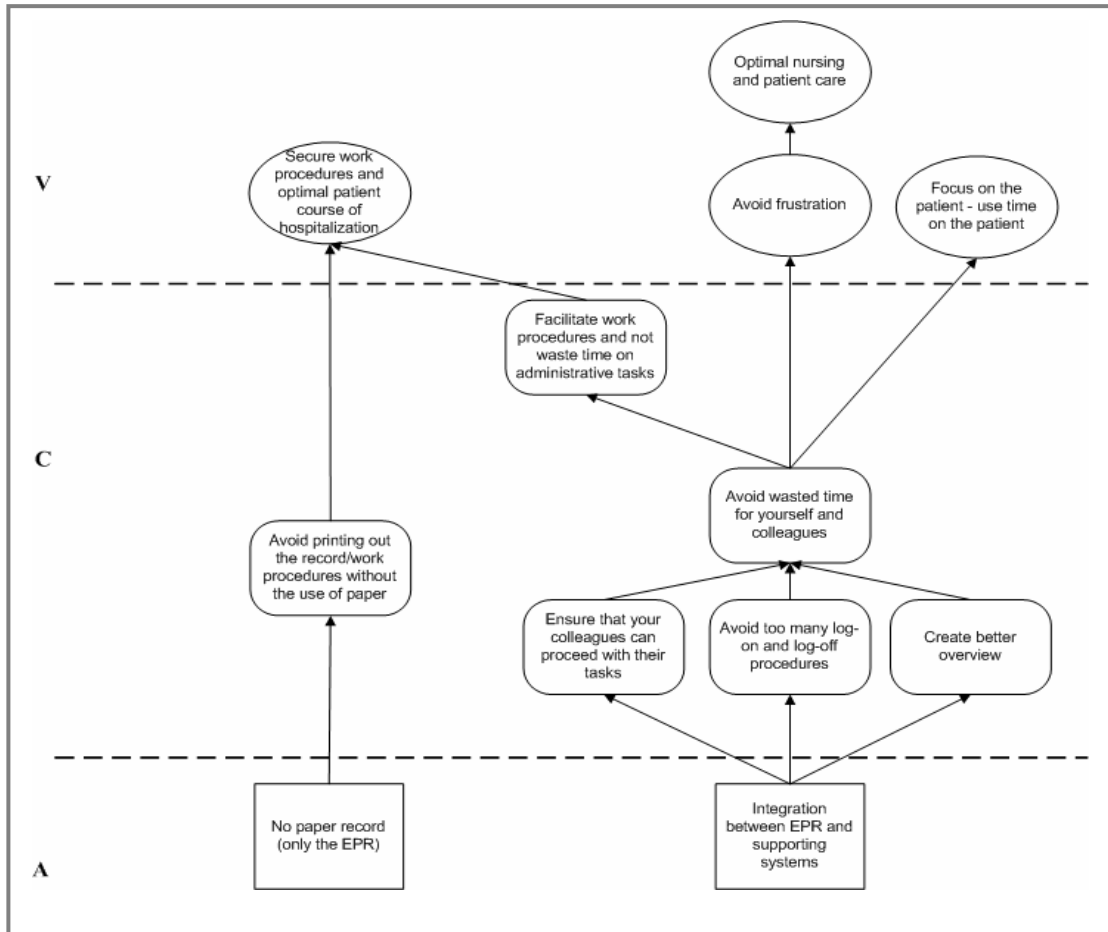 Optimal nursing
and patient care
Secure work
procedures and
optimal patient
course of
hospitalization
V
Avoid frustration
Focus on the
patient - use time
on the patient
Facilitate work
procedures and not
waste time on
administrative tasks
C
Avoid wasted time
for yourself and
colleagues
Avoid printing out
the record/work
procedures without
the use of paper
Ensure that your
colleagues can
proceed with their
tasks
Avoid too many log-
on and log-off
procedures
Create better
overview
No paper record
(only the EPR)
Integration
between EPR and
supporting
systems
A